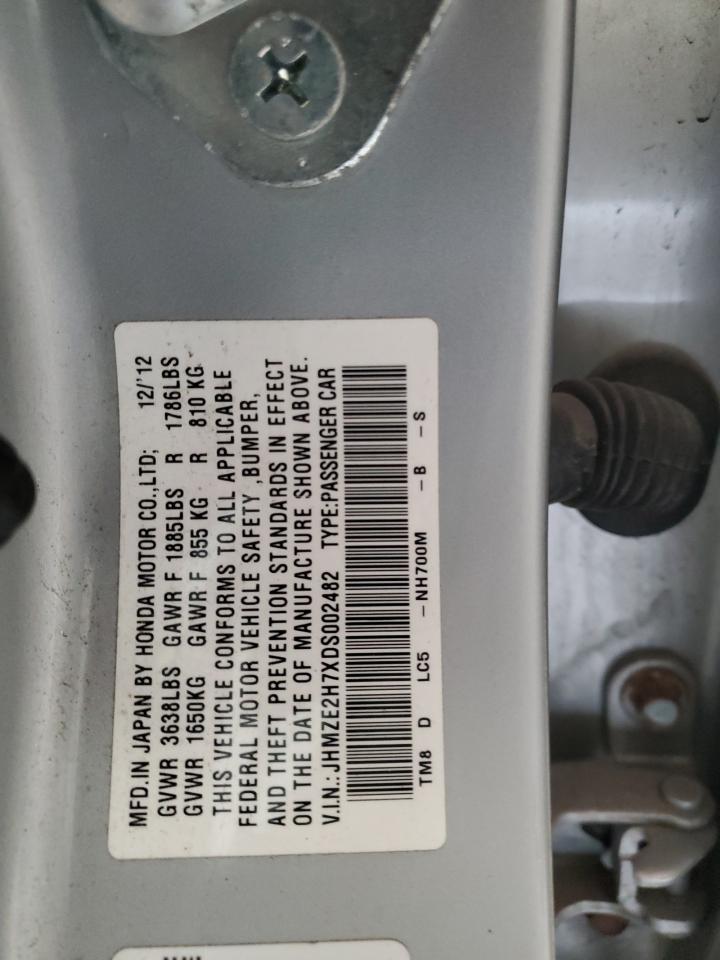 MFD.IN JAPAN BY HONDA MOTOR CO.,LTD; 12/'12
GVWR 3638LBS GAWR F 1885LBS R 1786LBS
GVWR 1650KG GAWR F 855 KG R 810 KG
THIS VEHICLE CONFORMS TO ALL APPLICABLE
FEDERAL MOTOR VEHICLE SAFETY ,BUMPER,
AND THEFT PREVENTION STANDARDS IN EFFECT
ON THE DATE OF MANUFACTURE SHOWN ABOVE.
V.I.N.: JHMZE2H7XDS002482 TYPE:PASSENGER CAR
TM8 D LC5 -NH700M -B -S